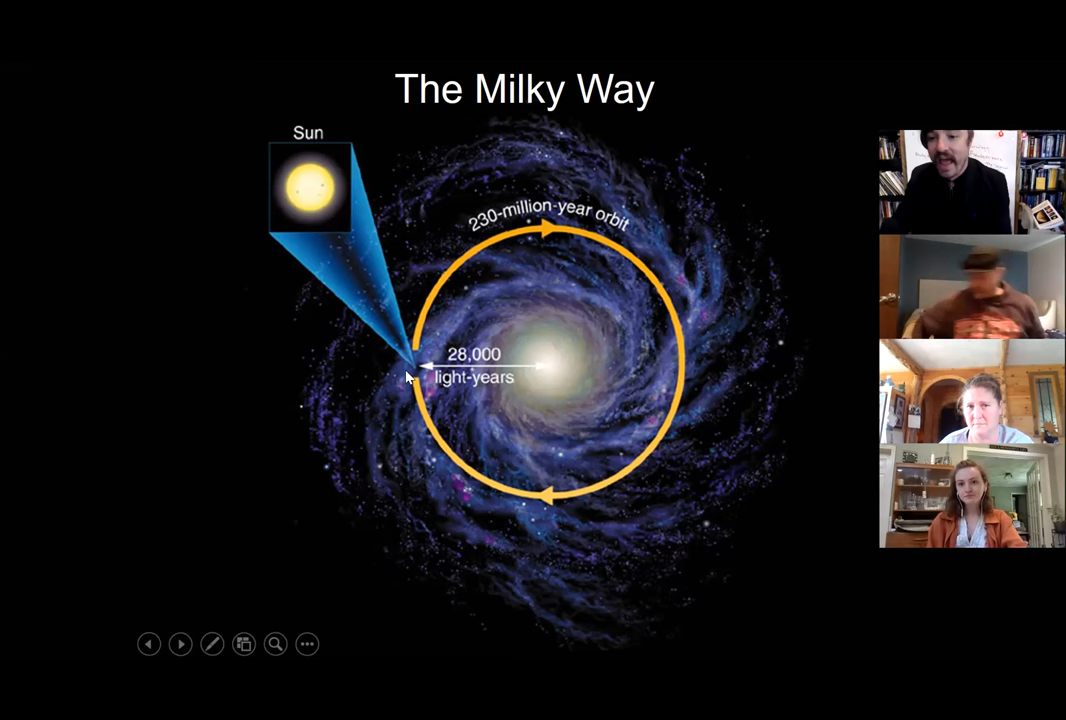 The Milky Way
Sun
230-million-year orbit
28,000
light-years